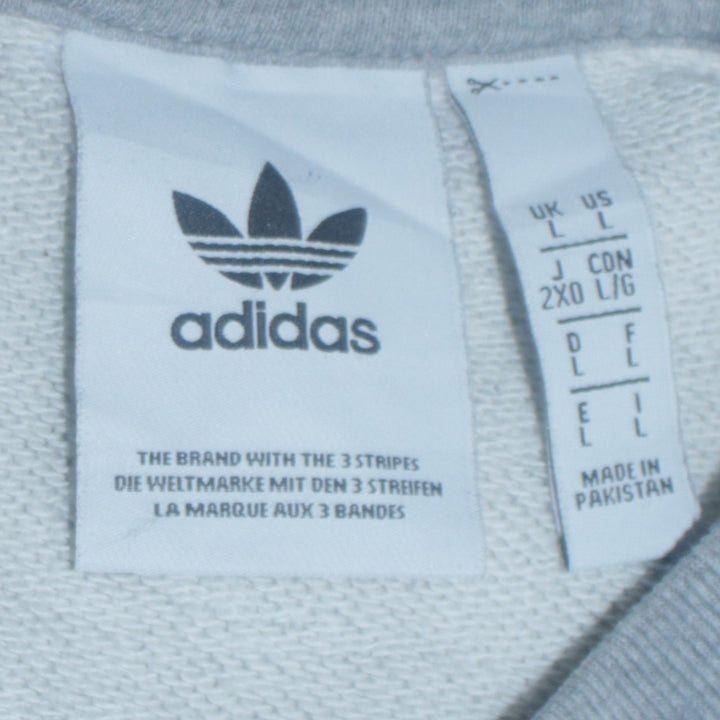 adidas
THE BRAND WITH THE 3 STRIPES
DIE WELTMARKE MIT DEN 3 STREIFEN
LA MARQUE AUX 3 BANDES
UK US
L L
J CDN
2XO L/G
D F
L L
E I
L L
MADE IN
PAKISTAN